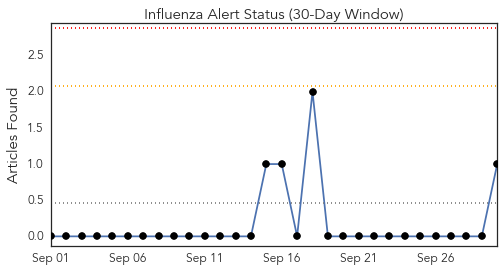 Influenza Alert Status (30-Day Window)
Articles Found
2.5
2.0
1.5
1.0
0.5
0.0
Sep 01 Sep 06 Sep 11 Sep 16 Sep 21 Sep 26